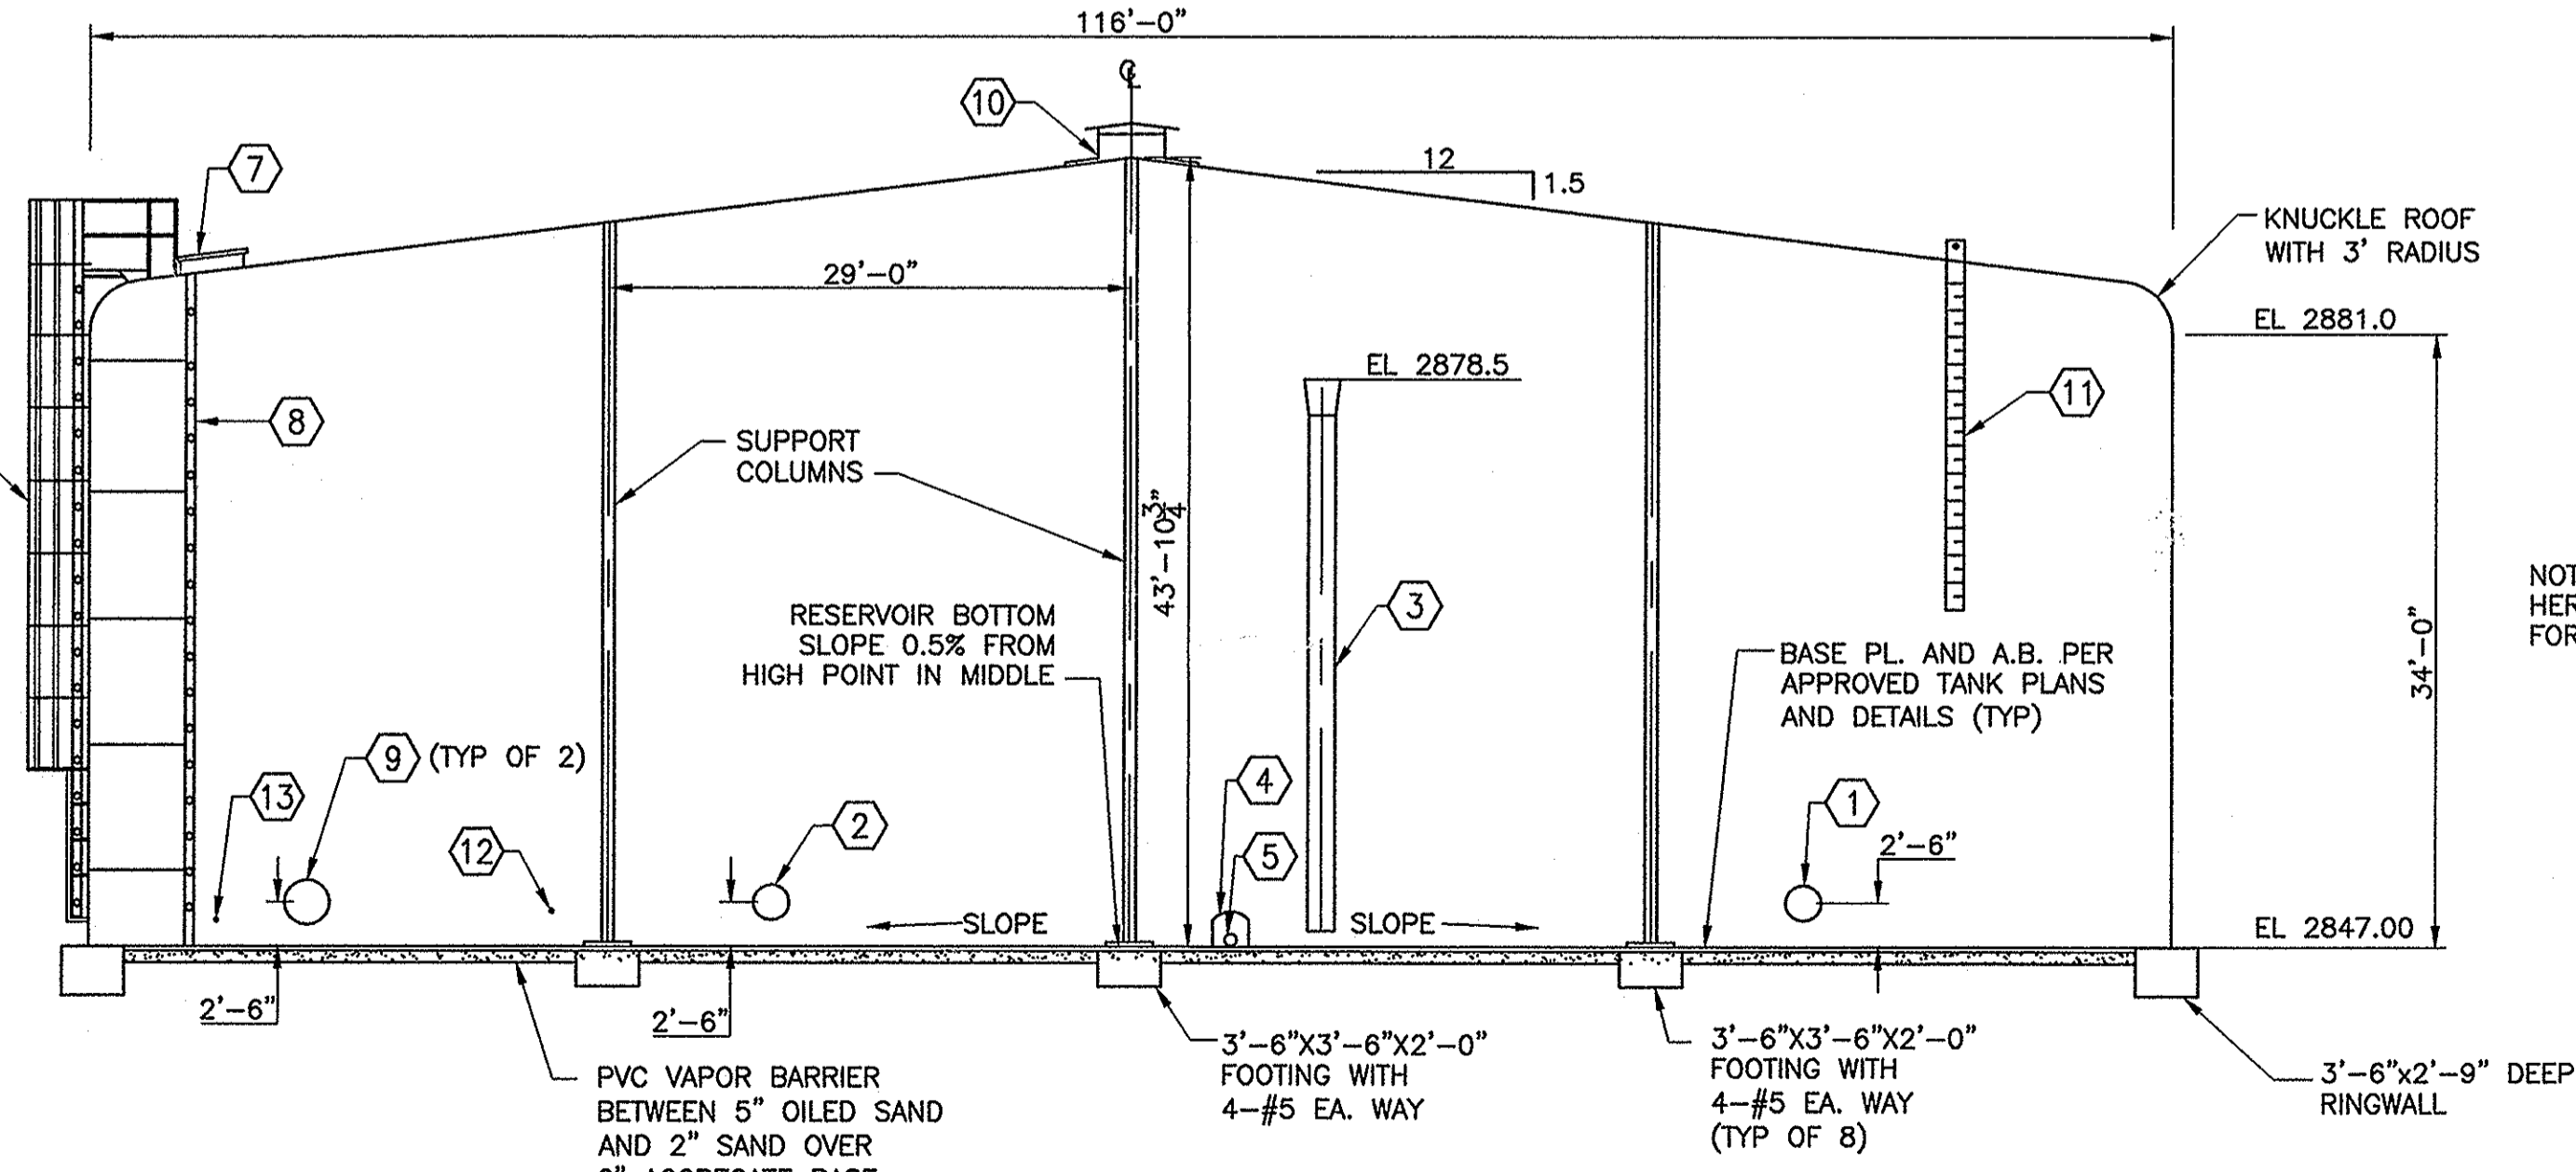 116'-0"
℄
10
7
12
1.5
KNUCKLE ROOF
WITH 3' RADIUS
29'-0"
EL 2881.0
EL 2878.5
8
11
SUPPORT
COLUMNS
43'-10 3/4"
3
RESERVOIR BOTTOM
SLOPE 0.5% FROM
HIGH POINT IN MIDDLE
34'-0"
BASE PL. AND A.B. PER
APPROVED TANK PLANS
AND DETAILS (TYP)
9 (TYP OF 2)
13
12
2
4
5
1
2'-6"
SLOPE
SLOPE
EL 2847.00
2'-6"
2'-6"
3'-6"X3'-6"X2'-0"
FOOTING WITH
4-#5 EA. WAY
3'-6"X3'-6"X2'-0"
FOOTING WITH
4-#5 EA. WAY
(TYP OF 8)
3'-6"x2'-9" DEEP
RINGWALL
PVC VAPOR BARRIER
BETWEEN 5" OILED SAND
AND 2" SAND OVER
AGGREGATE BASE
NOT
HER
FOR